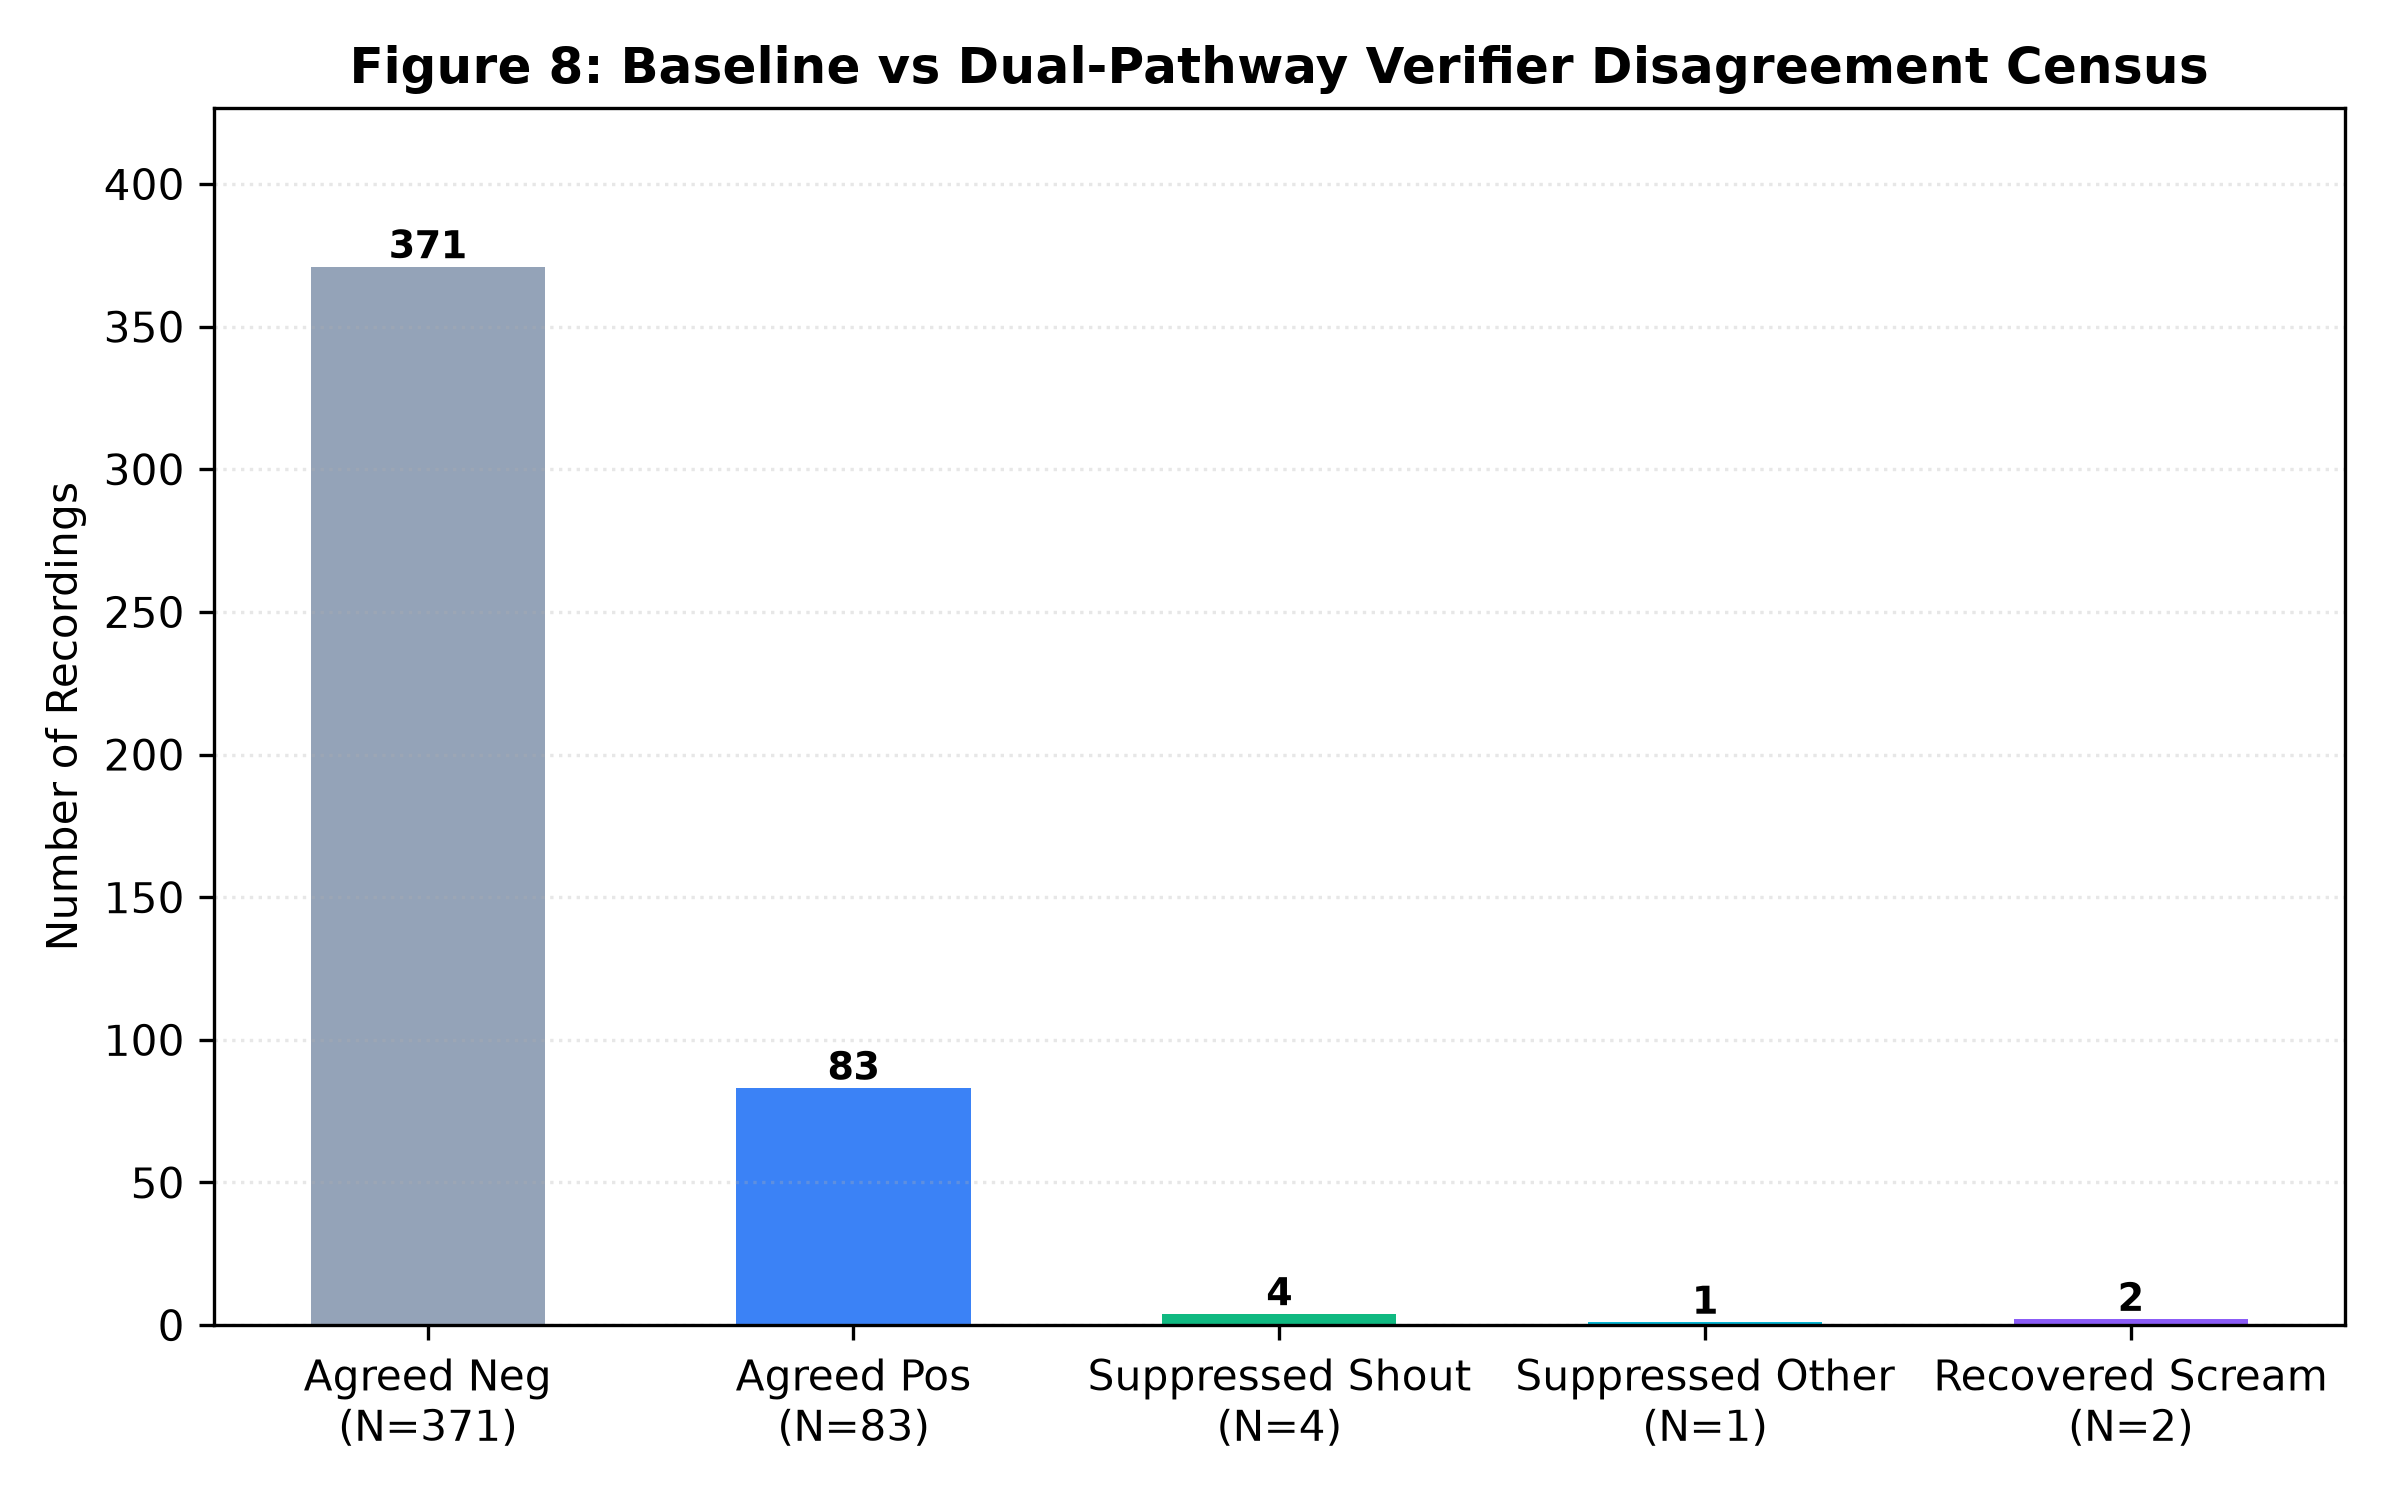 Figure 8: Baseline vs Dual-Pathway Verifier Disagreement Census
Number of Recordings
400
350
300
250
200
150
100
50
0
371
83
4
1
2
Agreed Neg
(N=371)
Agreed Pos
(N=83)
Suppressed Shout
(N=4)
Suppressed Other
(N=1)
Recovered Scream
(N=2)